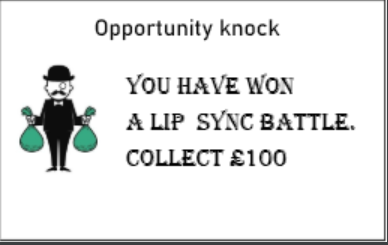 Opportunity knock
YOU HAVE WON
A LIP SYNC BATTLE.
COLLECT £100